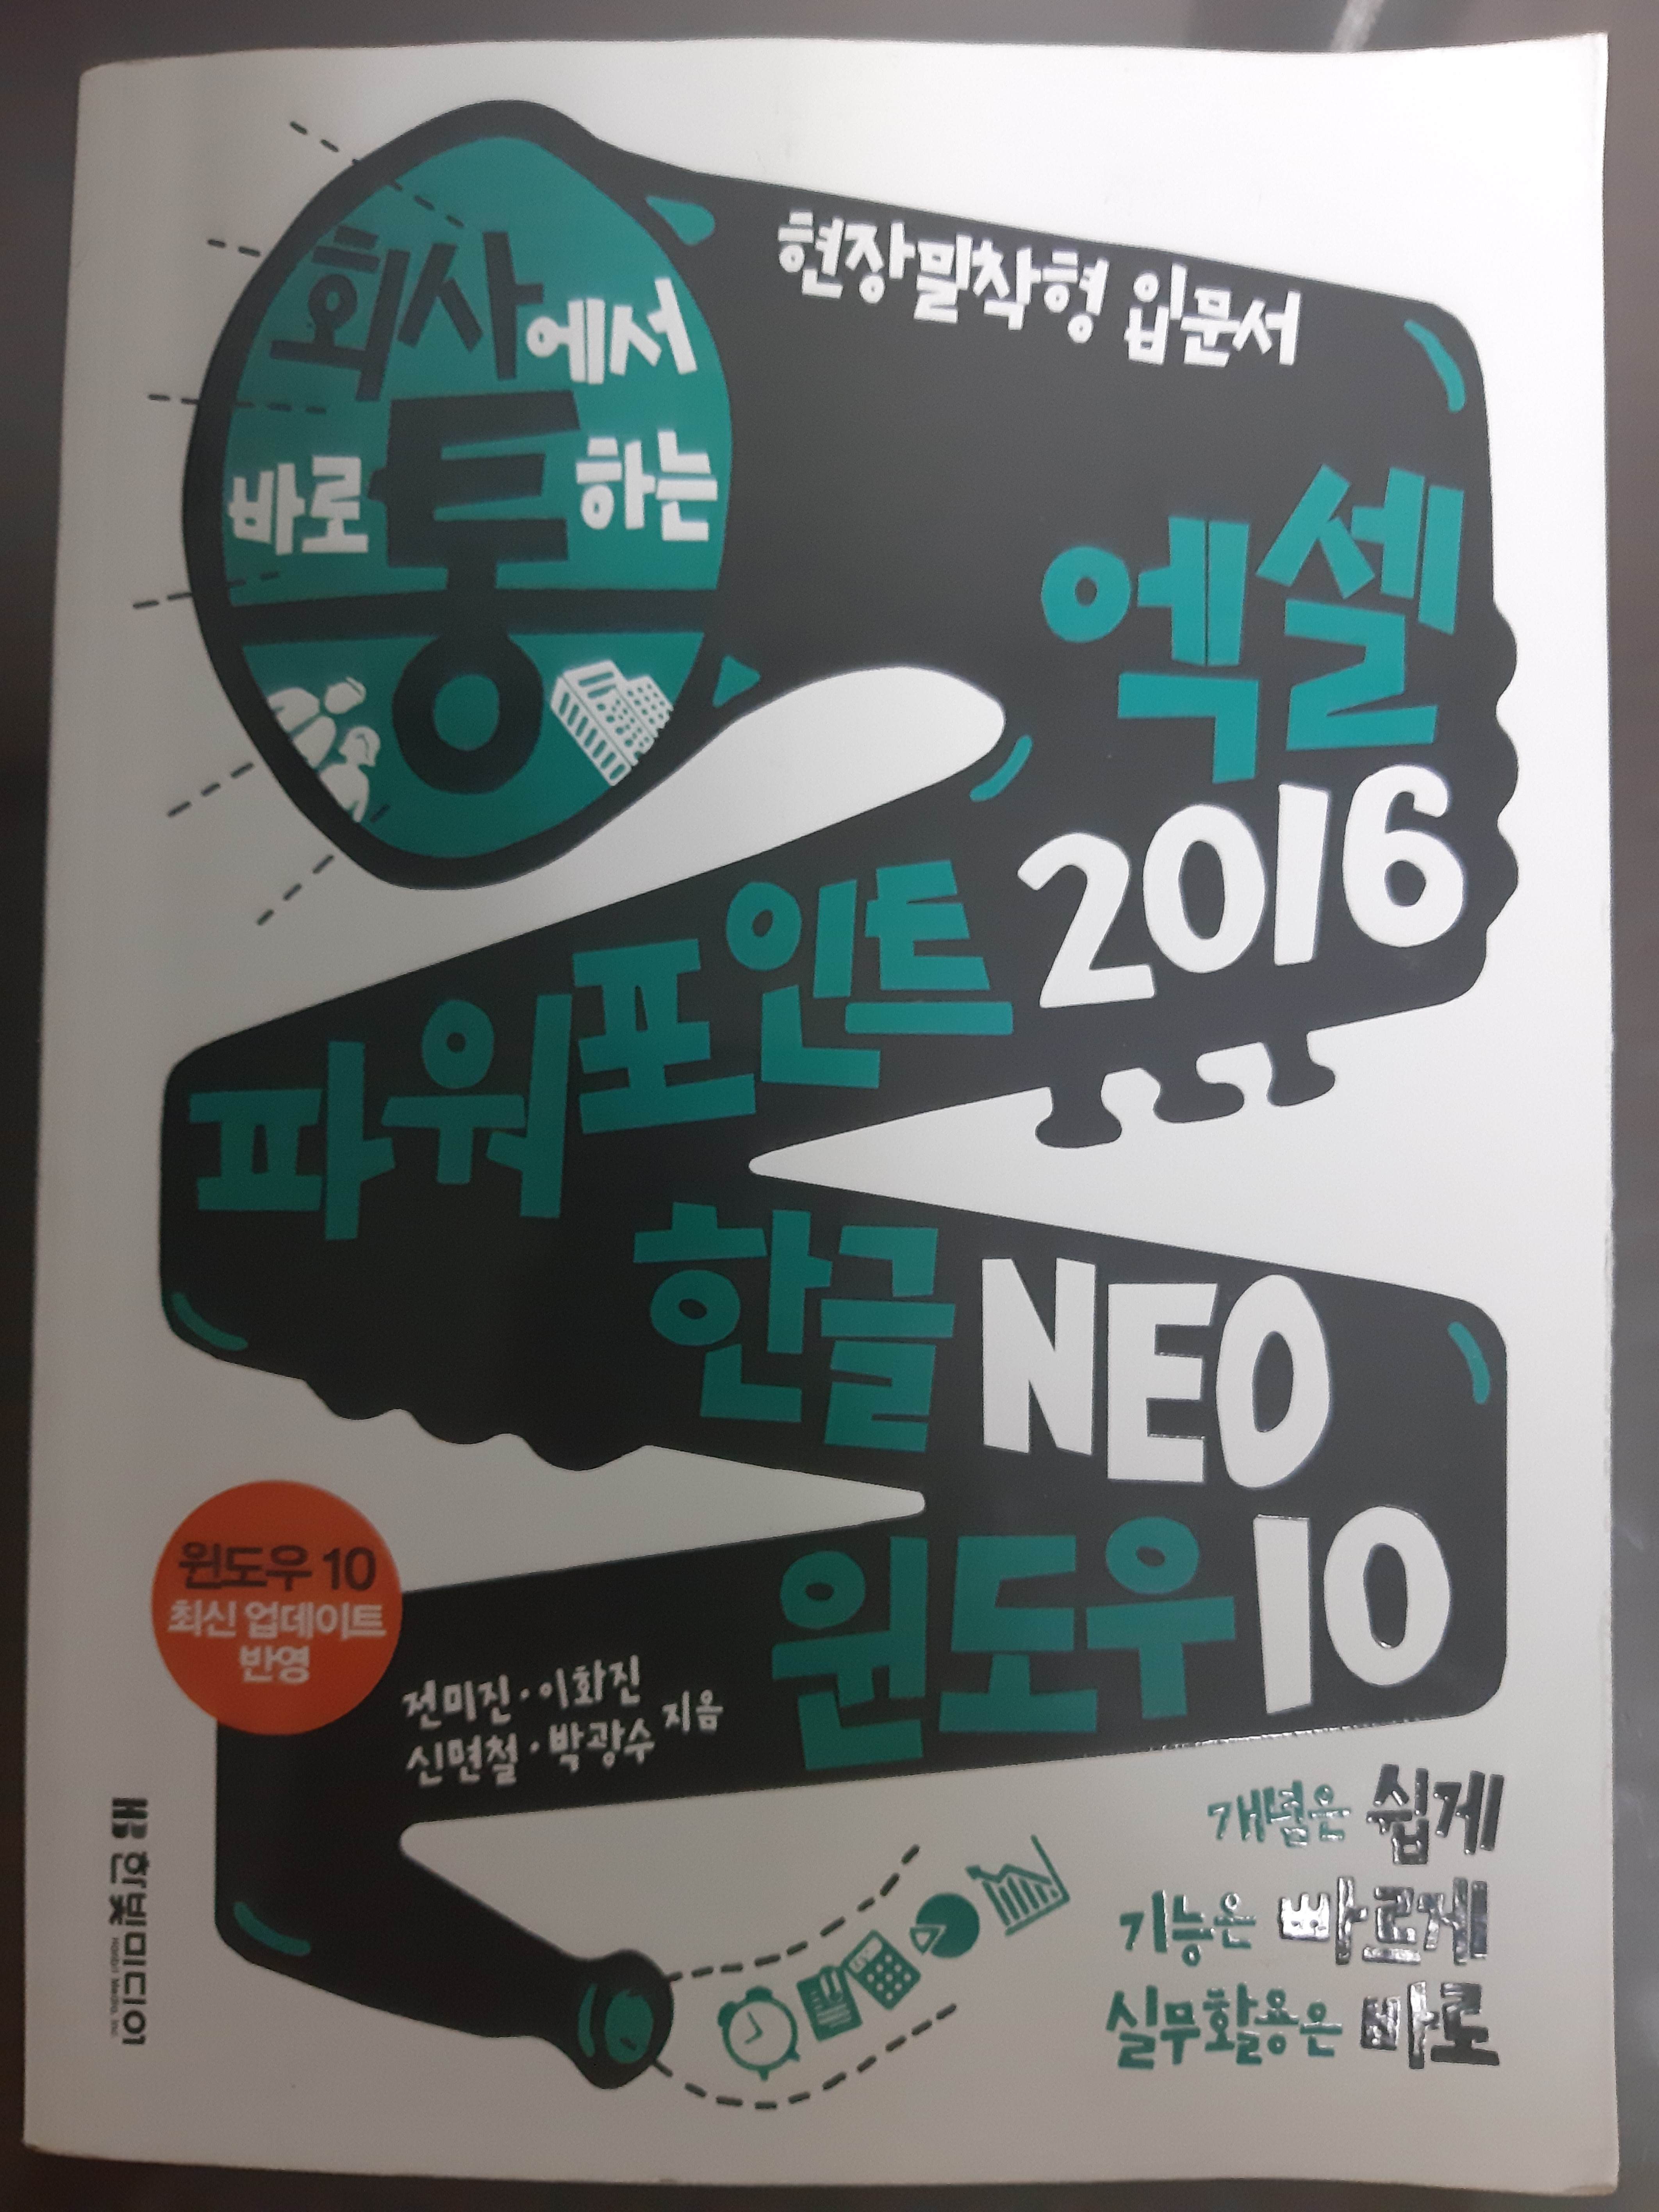 현장밀착형 입문서
회사에서
바로 통하는
엑셀
2016
파워포인트
한글 NEO
윈도우 10
윈도우 10
최신 업데이트
반영
전미진·이화진
신면철·박광수 지음
개념은 쉽게
기능은 빠르게
실무활용은 바로
HB 한빛미디어
Hanbit Media, Inc.